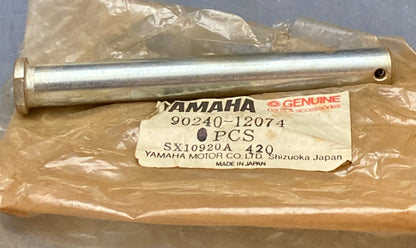 YAMAHA GENUINE
parts & accessories
90240-12074
PCS
SX10920A 420
YAMAHA MOTOR CO.,LTD. Shizuoka Japan
MADE IN JAPAN